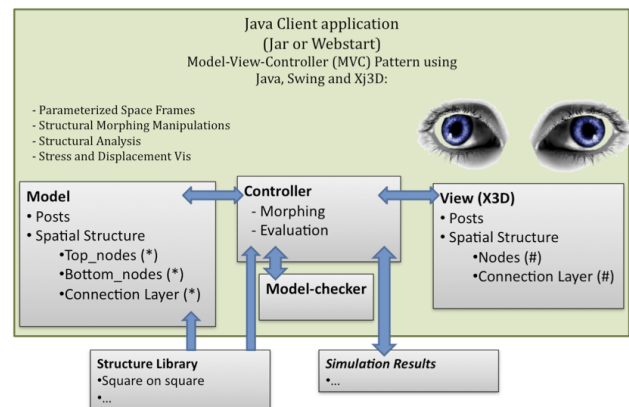 Java Client application
(Jar or Webstart)
Model-View-Controller (MVC) Pattern using
Java, Swing and Xj3D:
- Parameterized Space Frames
- Structural Morphing Manipulations
- Structural Analysis
- Stress and Displacement Vis
Model
• Posts
• Spatial Structure
•Top_nodes (*)
•Bottom_nodes (*)
•Connection Layer (*)
Controller
- Morphing
- Evaluation
Model-checker
View (X3D)
• Posts
• Spatial Structure
•Nodes (#)
•Connection Layer (#)
Structure Library
•Square on square
•...
Simulation Results
•...